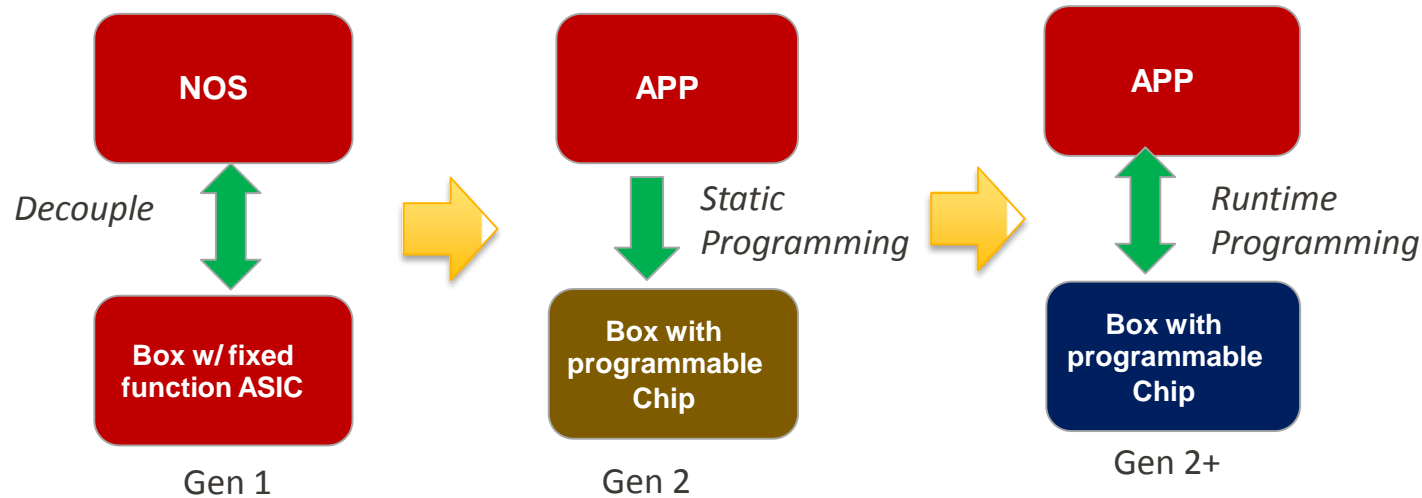 NOS
Decouple
Box w/ fixed
function ASIC
Gen 1
APP
Static
Programming
Box with
programmable
Chip
Gen 2
APP
Runtime
Programming
Box with
programmable
Chip
Gen 2+